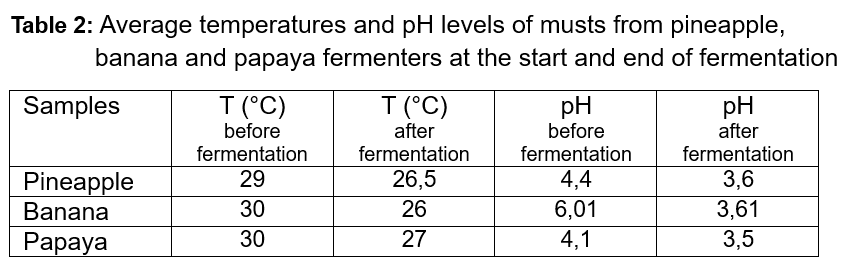 Table 2: Average temperatures and pH levels of musts from pineapple,
banana and papaya fermenters at the start and end of fermentation
Samples T (°C) before fermentation T (°C) after fermentation pH before fermentation pH after fermentation
Pineapple 29 26,5 4,4 3,6
Banana 30 26 6,01 3,61
Papaya 30 27 4,1 3,5